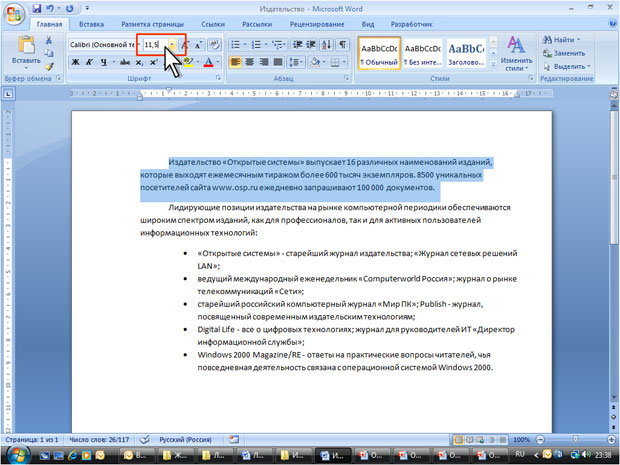 Издательство - Microsoft Word
Главная Вставка Разметка страницы Ссылки Рассылки Рецензирование Вид Разработчик
Calibri (Основной те 11,5
Вставить
Ж К Ч abc x₂ x² Aa
АаВbСсDс АаВbСсDс АаВbСс
¶ Обычный ¶ Без инте... Заголово...
Изменить стили
Найти
Заменить
Выделить
Буфер обмена Шрифт Абзац Стили Редактирование
Издательство «Открытые системы» выпускает 16 различных наименований изданий,
которые выходят ежемесячным тиражом более 600 тысяч экземпляров. 8500 уникальных
посетителей сайта www.osp.ru ежедневно запрашивают 100 000 документов.
Лидирующие позиции издательства на рынке компьютерной периодики обеспечиваются
широким спектром изданий, как для профессионалов, так и для активных пользователей
информационных технологий:
• «Открытые системы» - старейший журнал издательства; «Журнал сетевых решений
LAN»;
• ведущий международный еженедельник «Computerworld Россия»; журнал о рынке
телекоммуникаций «Сети»;
• старейший российский компьютерный журнал «Мир ПК»; Publish - журнал,
посвященный современным издательским технологиям;
• Digital Life - все о цифровых технологиях; журнал для руководителей ИТ «Директор
информационной службы»;
• Windows 2000 Magazine/RE - ответы на практические вопросы читателей, чья
повседневная деятельность связана с операционной системой Windows 2000.
Страница: 1 из 1 Число слов: 26/117 Русский (Россия) 100%
RU 23:38